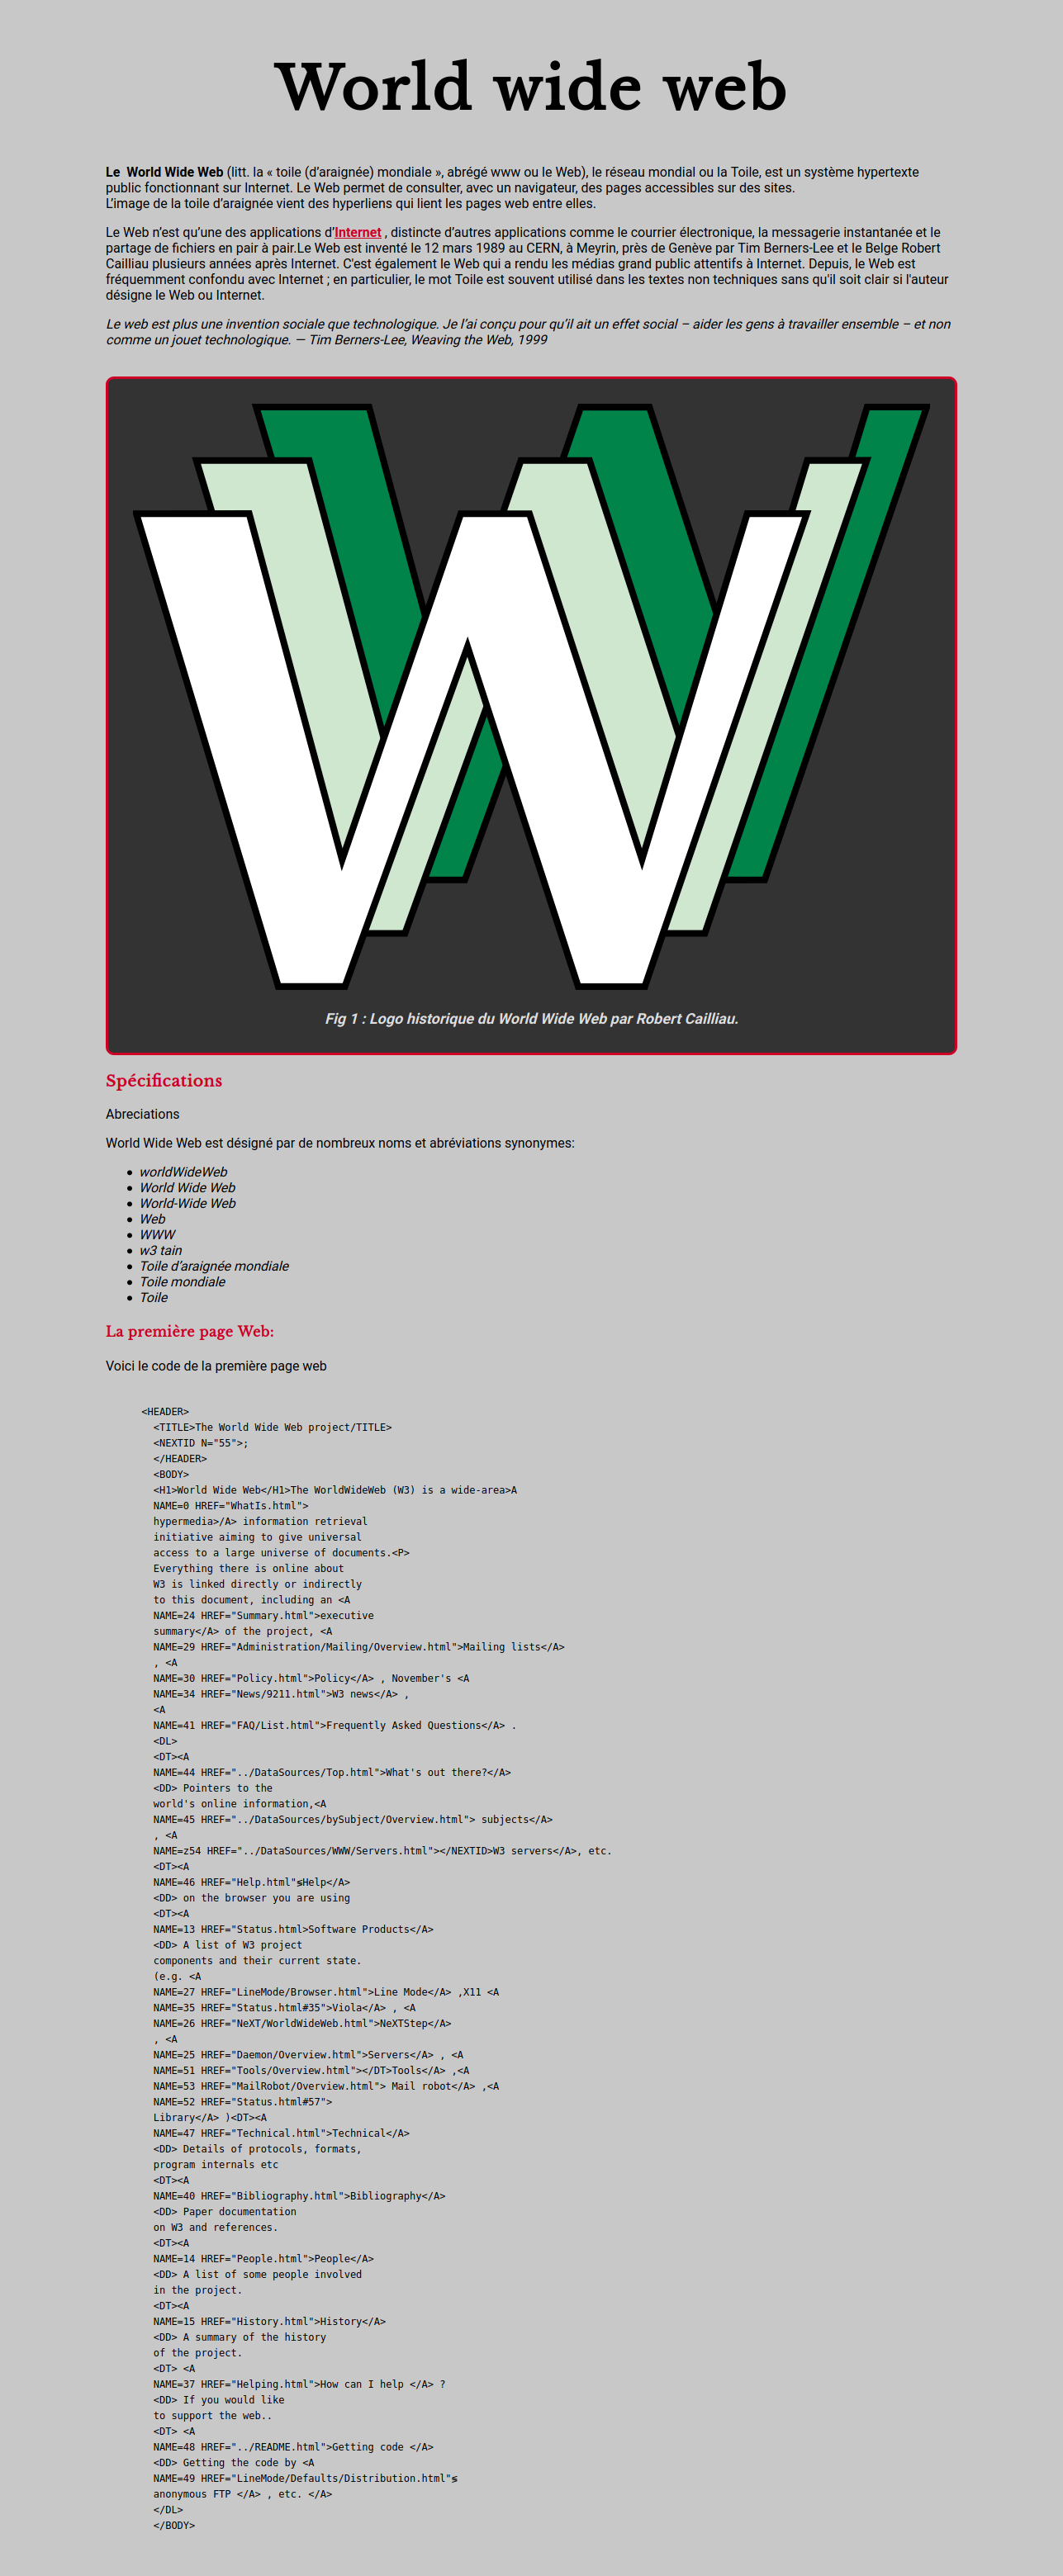 World wide web
Le  World Wide Web (litt. la « toile (d’araignée) mondiale », abrégé www ou le Web), le réseau mondial ou la Toile, est un système hypertexte
public fonctionnant sur Internet. Le Web permet de consulter, avec un navigateur, des pages accessibles sur des sites.
L’image de la toile d’araignée vient des hyperliens qui lient les pages web entre elles.
Le Web n’est qu’une des applications d’Internet , distincte d’autres applications comme le courrier électronique, la messagerie instantanée et le
partage de fichiers en pair à pair.Le Web est inventé le 12 mars 1989 au CERN, à Meyrin, près de Genève par Tim Berners-Lee et le Belge Robert
Cailliau plusieurs années après Internet. C'est également le Web qui a rendu les médias grand public attentifs à Internet. Depuis, le Web est
fréquemment confondu avec Internet ; en particulier, le mot Toile est souvent utilisé dans les textes non techniques sans qu'il soit clair si l'auteur
désigne le Web ou Internet.
Le web est plus une invention sociale que technologique. Je l’ai conçu pour qu’il ait un effet social – aider les gens à travailler ensemble – et non
comme un jouet technologique. — Tim Berners-Lee, Weaving the Web, 1999
Fig 1 : Logo historique du World Wide Web par Robert Cailliau.
Spécifications
Abreciations
World Wide Web est désigné par de nombreux noms et abréviations synonymes:
worldWideWeb
World Wide Web
World-Wide Web
Web
WWW
w3 tain
Toile d’araignée mondiale
Toile mondiale
Toile
La première page Web:
Voici le code de la première page web
<HEADER>
<TITLE>The World Wide Web project/TITLE>
<NEXTID N="55">;
</HEADER>
<BODY>
<H1>World Wide Web</H1>The WorldWideWeb (W3) is a wide-area>A
NAME=0 HREF="WhatIs.html">
hypermedia>/A> information retrieval
initiative aiming to give universal
access to a large universe of documents.<P>
Everything there is online about
W3 is linked directly or indirectly
to this document, including an <A
NAME=24 HREF="Summary.html">executive
summary</A> of the project, <A
NAME=29 HREF="Administration/Mailing/Overview.html">Mailing lists</A>
, <A
NAME=30 HREF="Policy.html">Policy</A> , November's <A
NAME=34 HREF="News/9211.html">W3 news</A> ,
<A
NAME=41 HREF="FAQ/List.html">Frequently Asked Questions</A> .
<DL>
<DT><A
NAME=44 HREF="../DataSources/Top.html">What's out there?</A>
<DD> Pointers to the
world's online information,<A
NAME=45 HREF="../DataSources/bySubject/Overview.html"> subjects</A>
, <A
NAME=z54 HREF="../DataSources/WWW/Servers.html"></NEXTID>W3 servers</A>, etc.
<DT><A
NAME=46 HREF="Help.html"≶Help</A>
<DD> on the browser you are using
<DT><A
NAME=13 HREF="Status.html>Software Products</A>
<DD> A list of W3 project
components and their current state.
(e.g. <A
NAME=27 HREF="LineMode/Browser.html">Line Mode</A> ,X11 <A
NAME=35 HREF="Status.html#35">Viola</A> , <A
NAME=26 HREF="NeXT/WorldWideWeb.html">NeXTStep</A>
, <A
NAME=25 HREF="Daemon/Overview.html">Servers</A> , <A
NAME=51 HREF="Tools/Overview.html"></DT>Tools</A> ,<A
NAME=53 HREF="MailRobot/Overview.html"> Mail robot</A> ,<A
NAME=52 HREF="Status.html#57">
Library</A> )<DT><A
NAME=47 HREF="Technical.html">Technical</A>
<DD> Details of protocols, formats,
program internals etc
<DT><A
NAME=40 HREF="Bibliography.html">Bibliography</A>
<DD> Paper documentation
on W3 and references.
<DT><A
NAME=14 HREF="People.html">People</A>
<DD> A list of some people involved
in the project.
<DT><A
NAME=15 HREF="History.html">History</A>
<DD> A summary of the history
of the project.
<DT> <A
NAME=37 HREF="Helping.html">How can I help </A> ?
<DD> If you would like
to support the web..
<DT> <A
NAME=48 HREF="../README.html">Getting code </A>
<DD> Getting the code by <A
NAME=49 HREF="LineMode/Defaults/Distribution.html"≶
anonymous FTP </A> , etc. </A>
</DL>
</BODY>